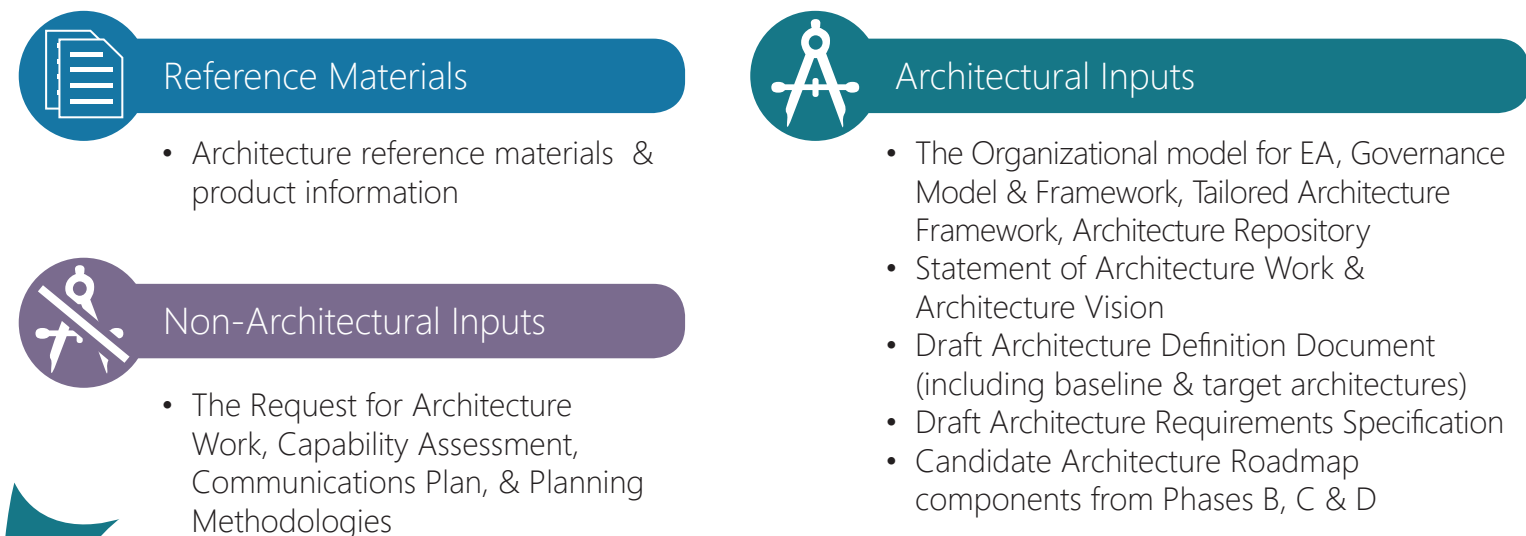 Reference Materials
• Architecture reference materials &
product information
Non-Architectural Inputs
• The Request for Architecture
Work, Capability Assessment,
Communications Plan, & Planning
Methodologies
Architectural Inputs
• The Organizational model for EA, Governance
Model & Framework, Tailored Architecture
Framework, Architecture Repository
• Statement of Architecture Work &
Architecture Vision
• Draft Architecture Definition Document
(including baseline & target architectures)
• Draft Architecture Requirements Specification
• Candidate Architecture Roadmap
components from Phases B, C & D